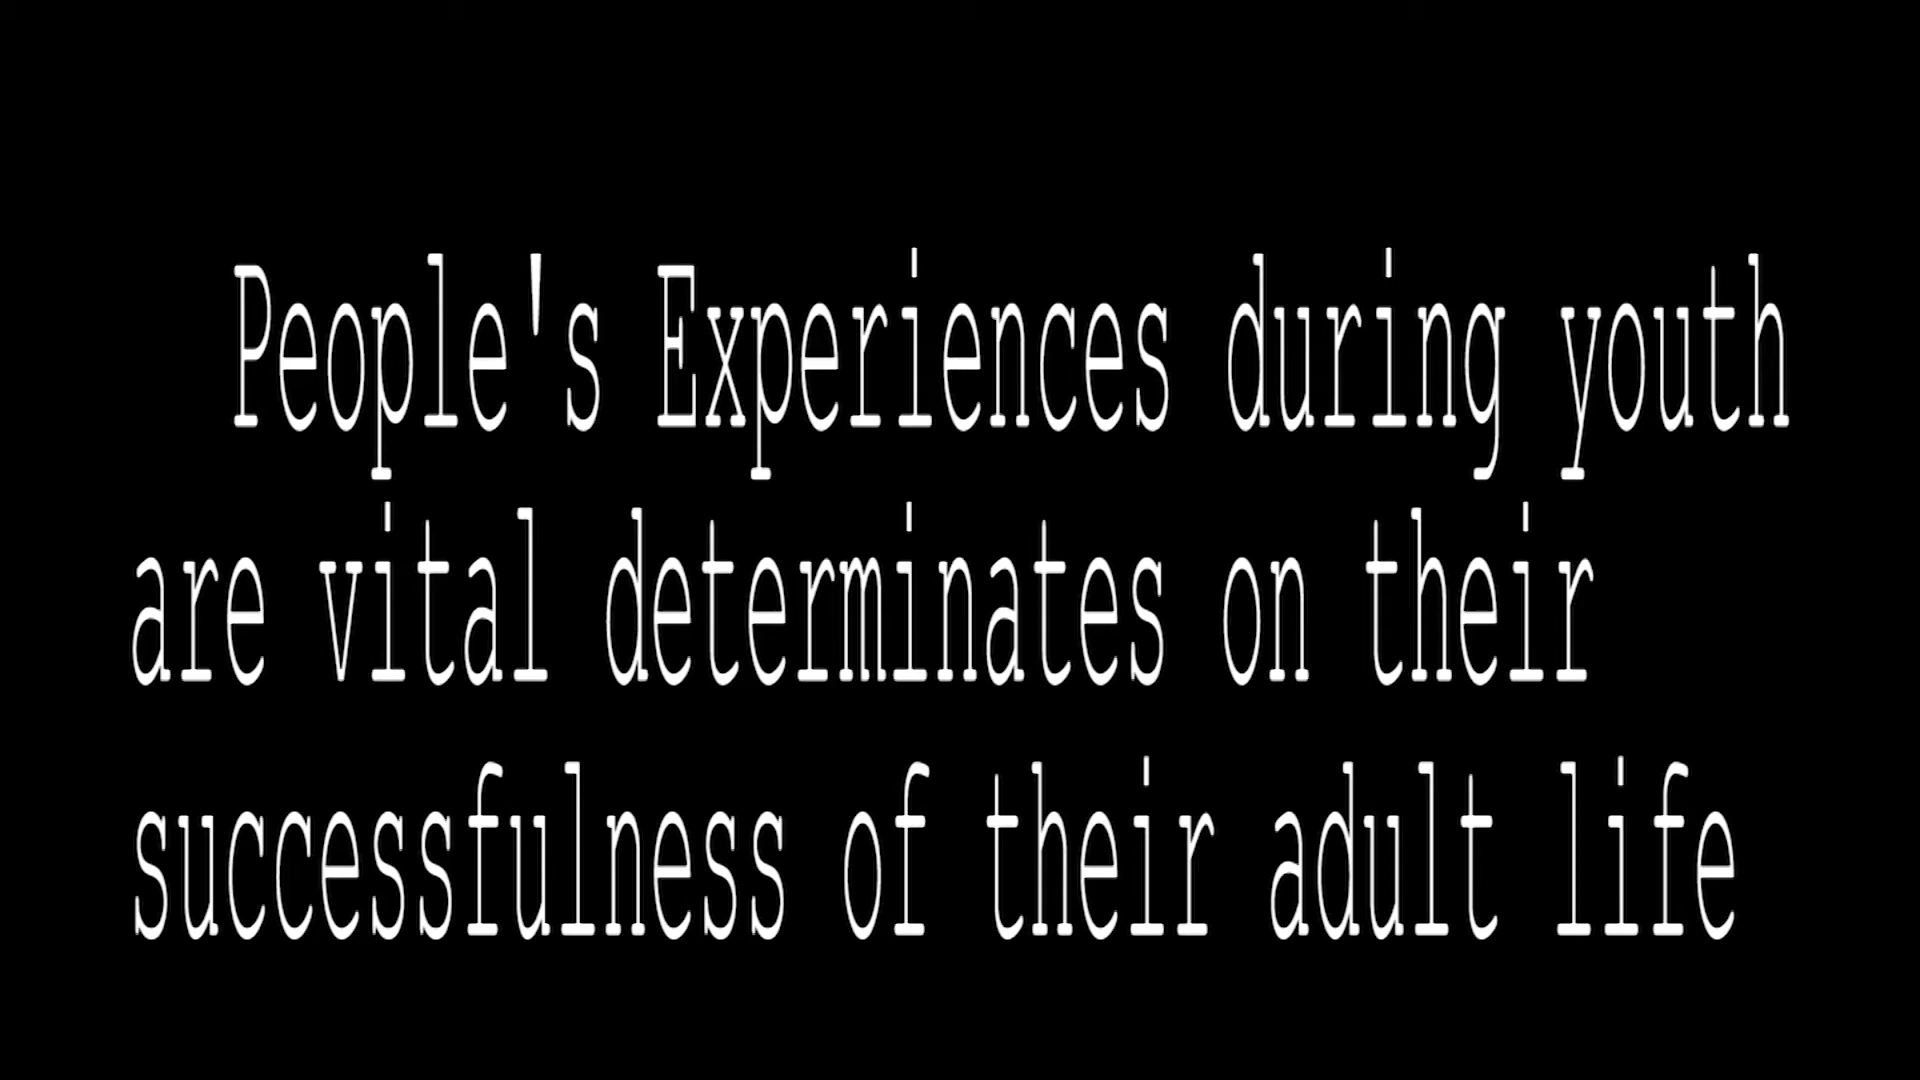 People's Experiences during youth
are vital determinates on their
successfulness of their adult life